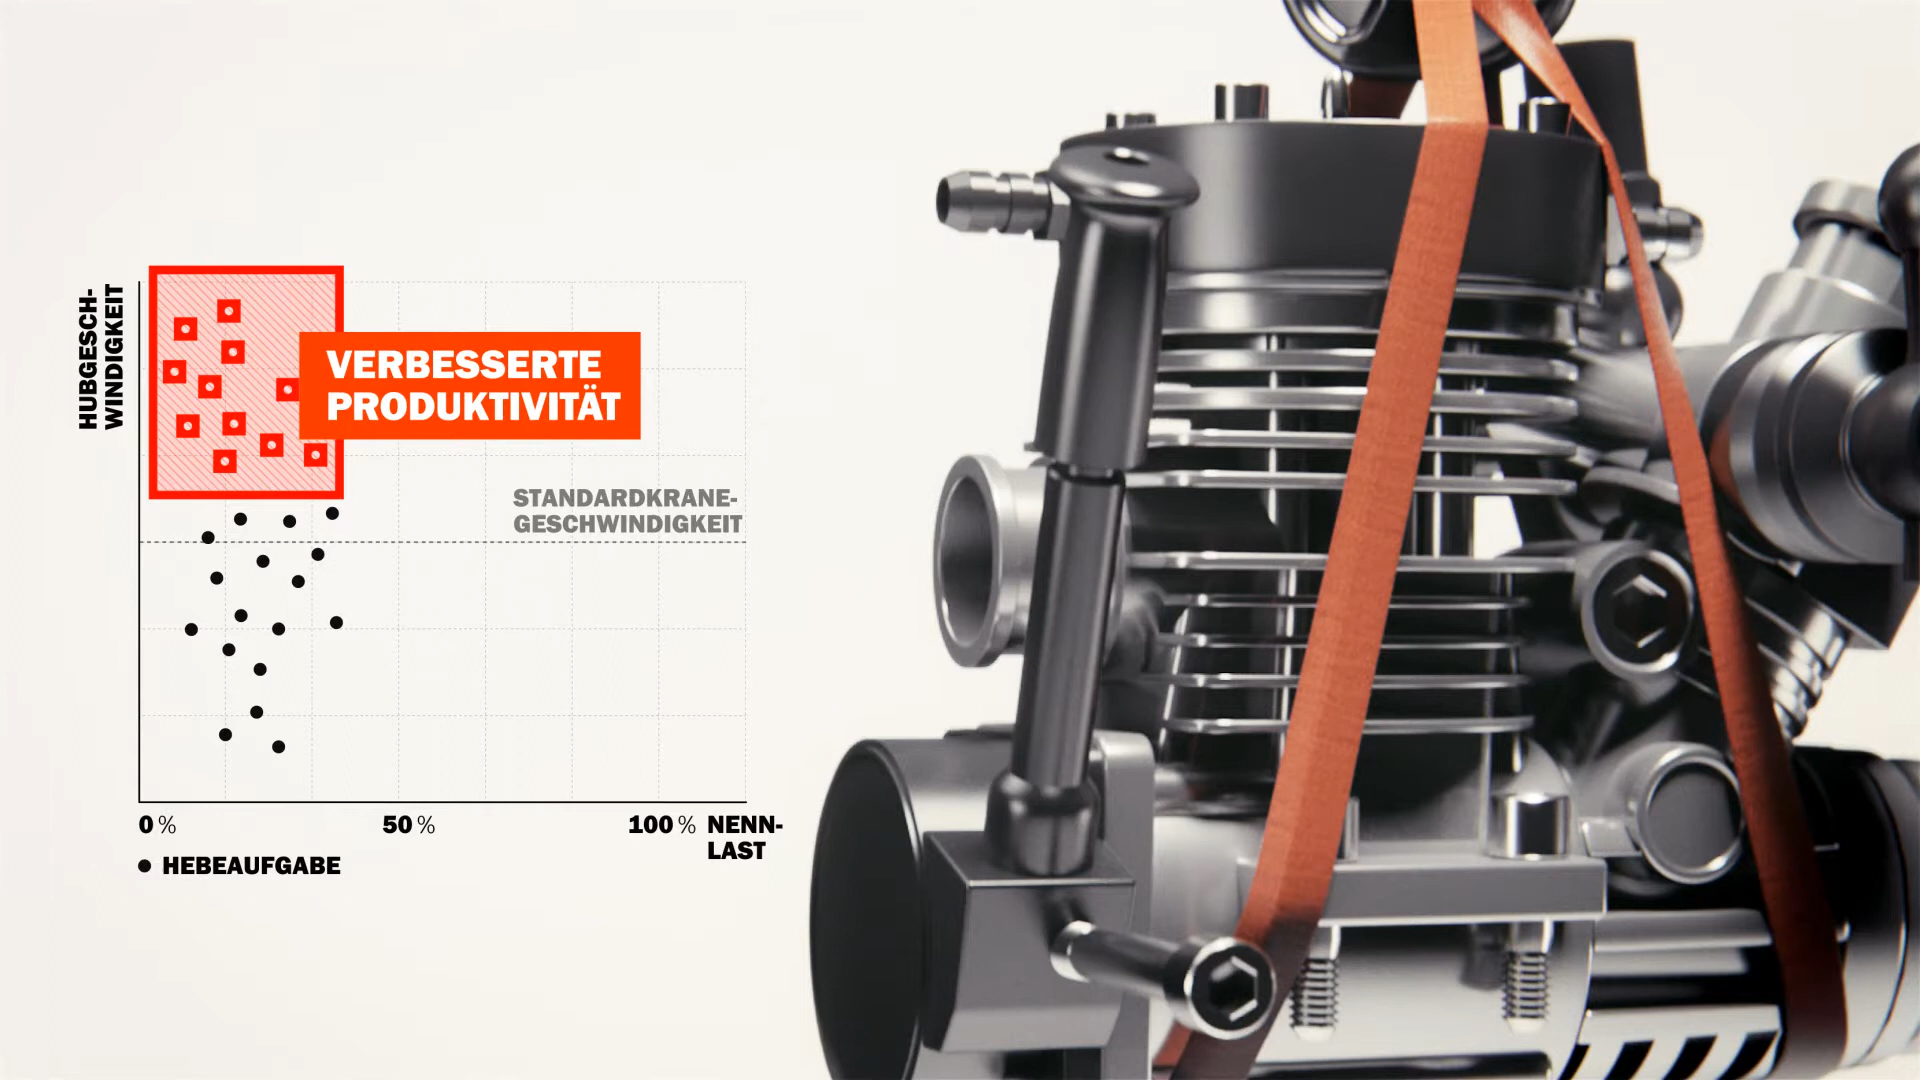 HUBGESCH-
WINDIGKEIT
VERBESSERTE
PRODUKTIVITÄT
STANDARDKRANE-
GESCHWINDIGKEIT
0 %
50 %
100 %
NENN-
LAST
HEBEAUFGABE